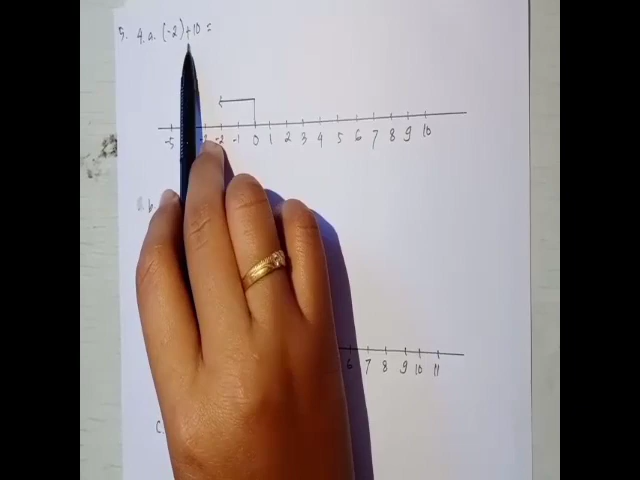 5. 4. a. (-2) + 10 =
-5 -2 -1 0 1 2 3 4 5 6 7 8 9 10
b
6 7 8 9 10 11
c.